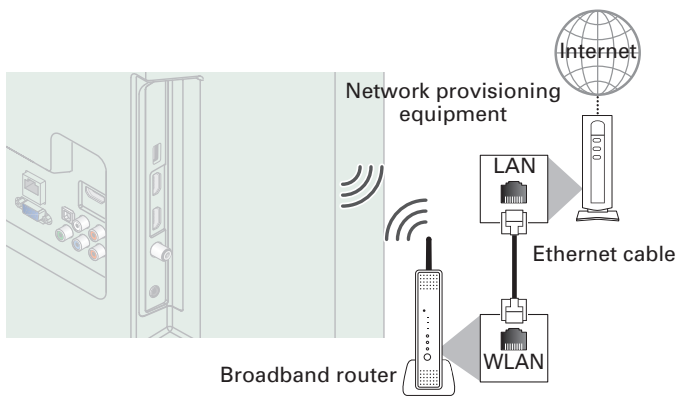 Internet
Network provisioning
equipment
LAN
Ethernet cable
WLAN
Broadband router